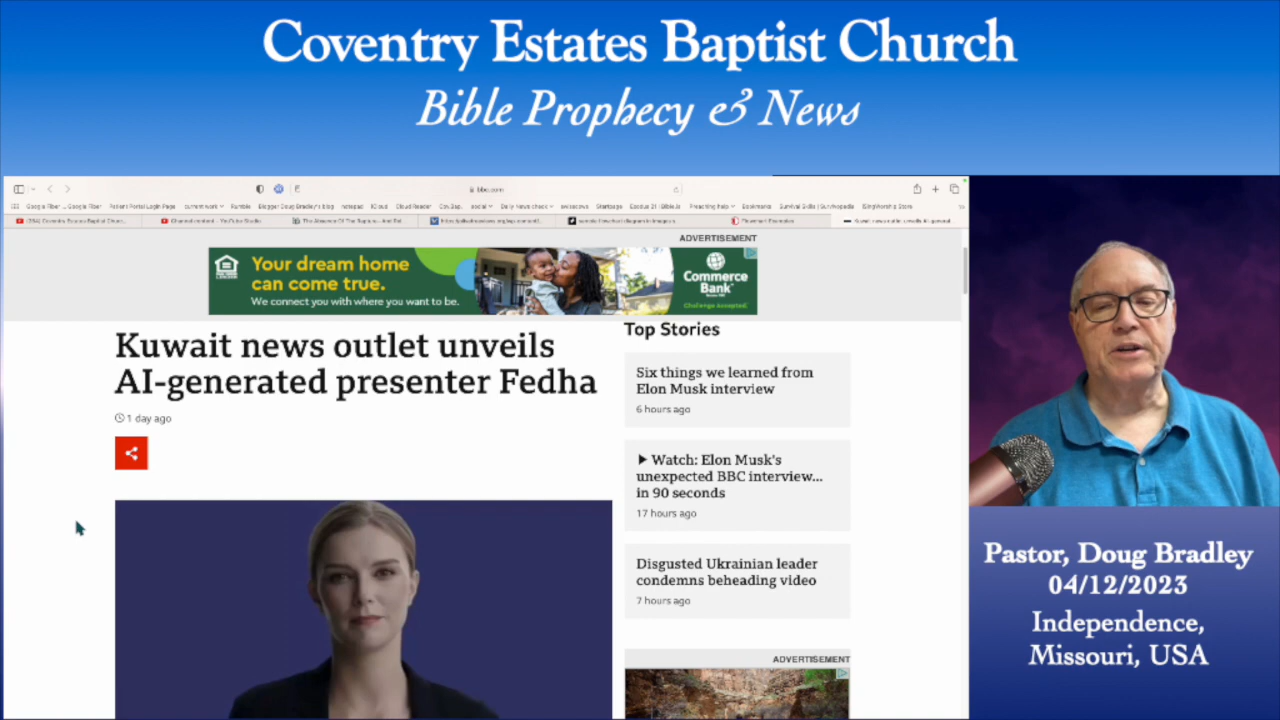 Coventry Estates Baptist Church
Bible Prophecy & News
bbc.com
ADVERTISEMENT
Your dream home
can come true.
We connect you with where you want to be.
Commerce
Bank
Challenge Accepted.
Kuwait news outlet unveils
AI-generated presenter Fedha
1 day ago
Top Stories
Six things we learned from
Elon Musk interview
6 hours ago
Watch: Elon Musk's
unexpected BBC interview...
in 90 seconds
17 hours ago
Disgusted Ukrainian leader
condemns beheading video
7 hours ago
ADVERTISEMENT
Pastor, Doug Bradley
04/12/2023
Independence,
Missouri, USA